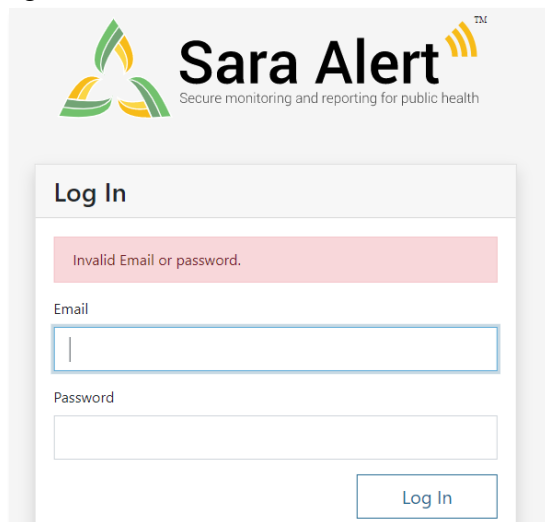 Sara Alert TM
Secure monitoring and reporting for public health
Log In
Invalid Email or password.
Email
Password
Log In